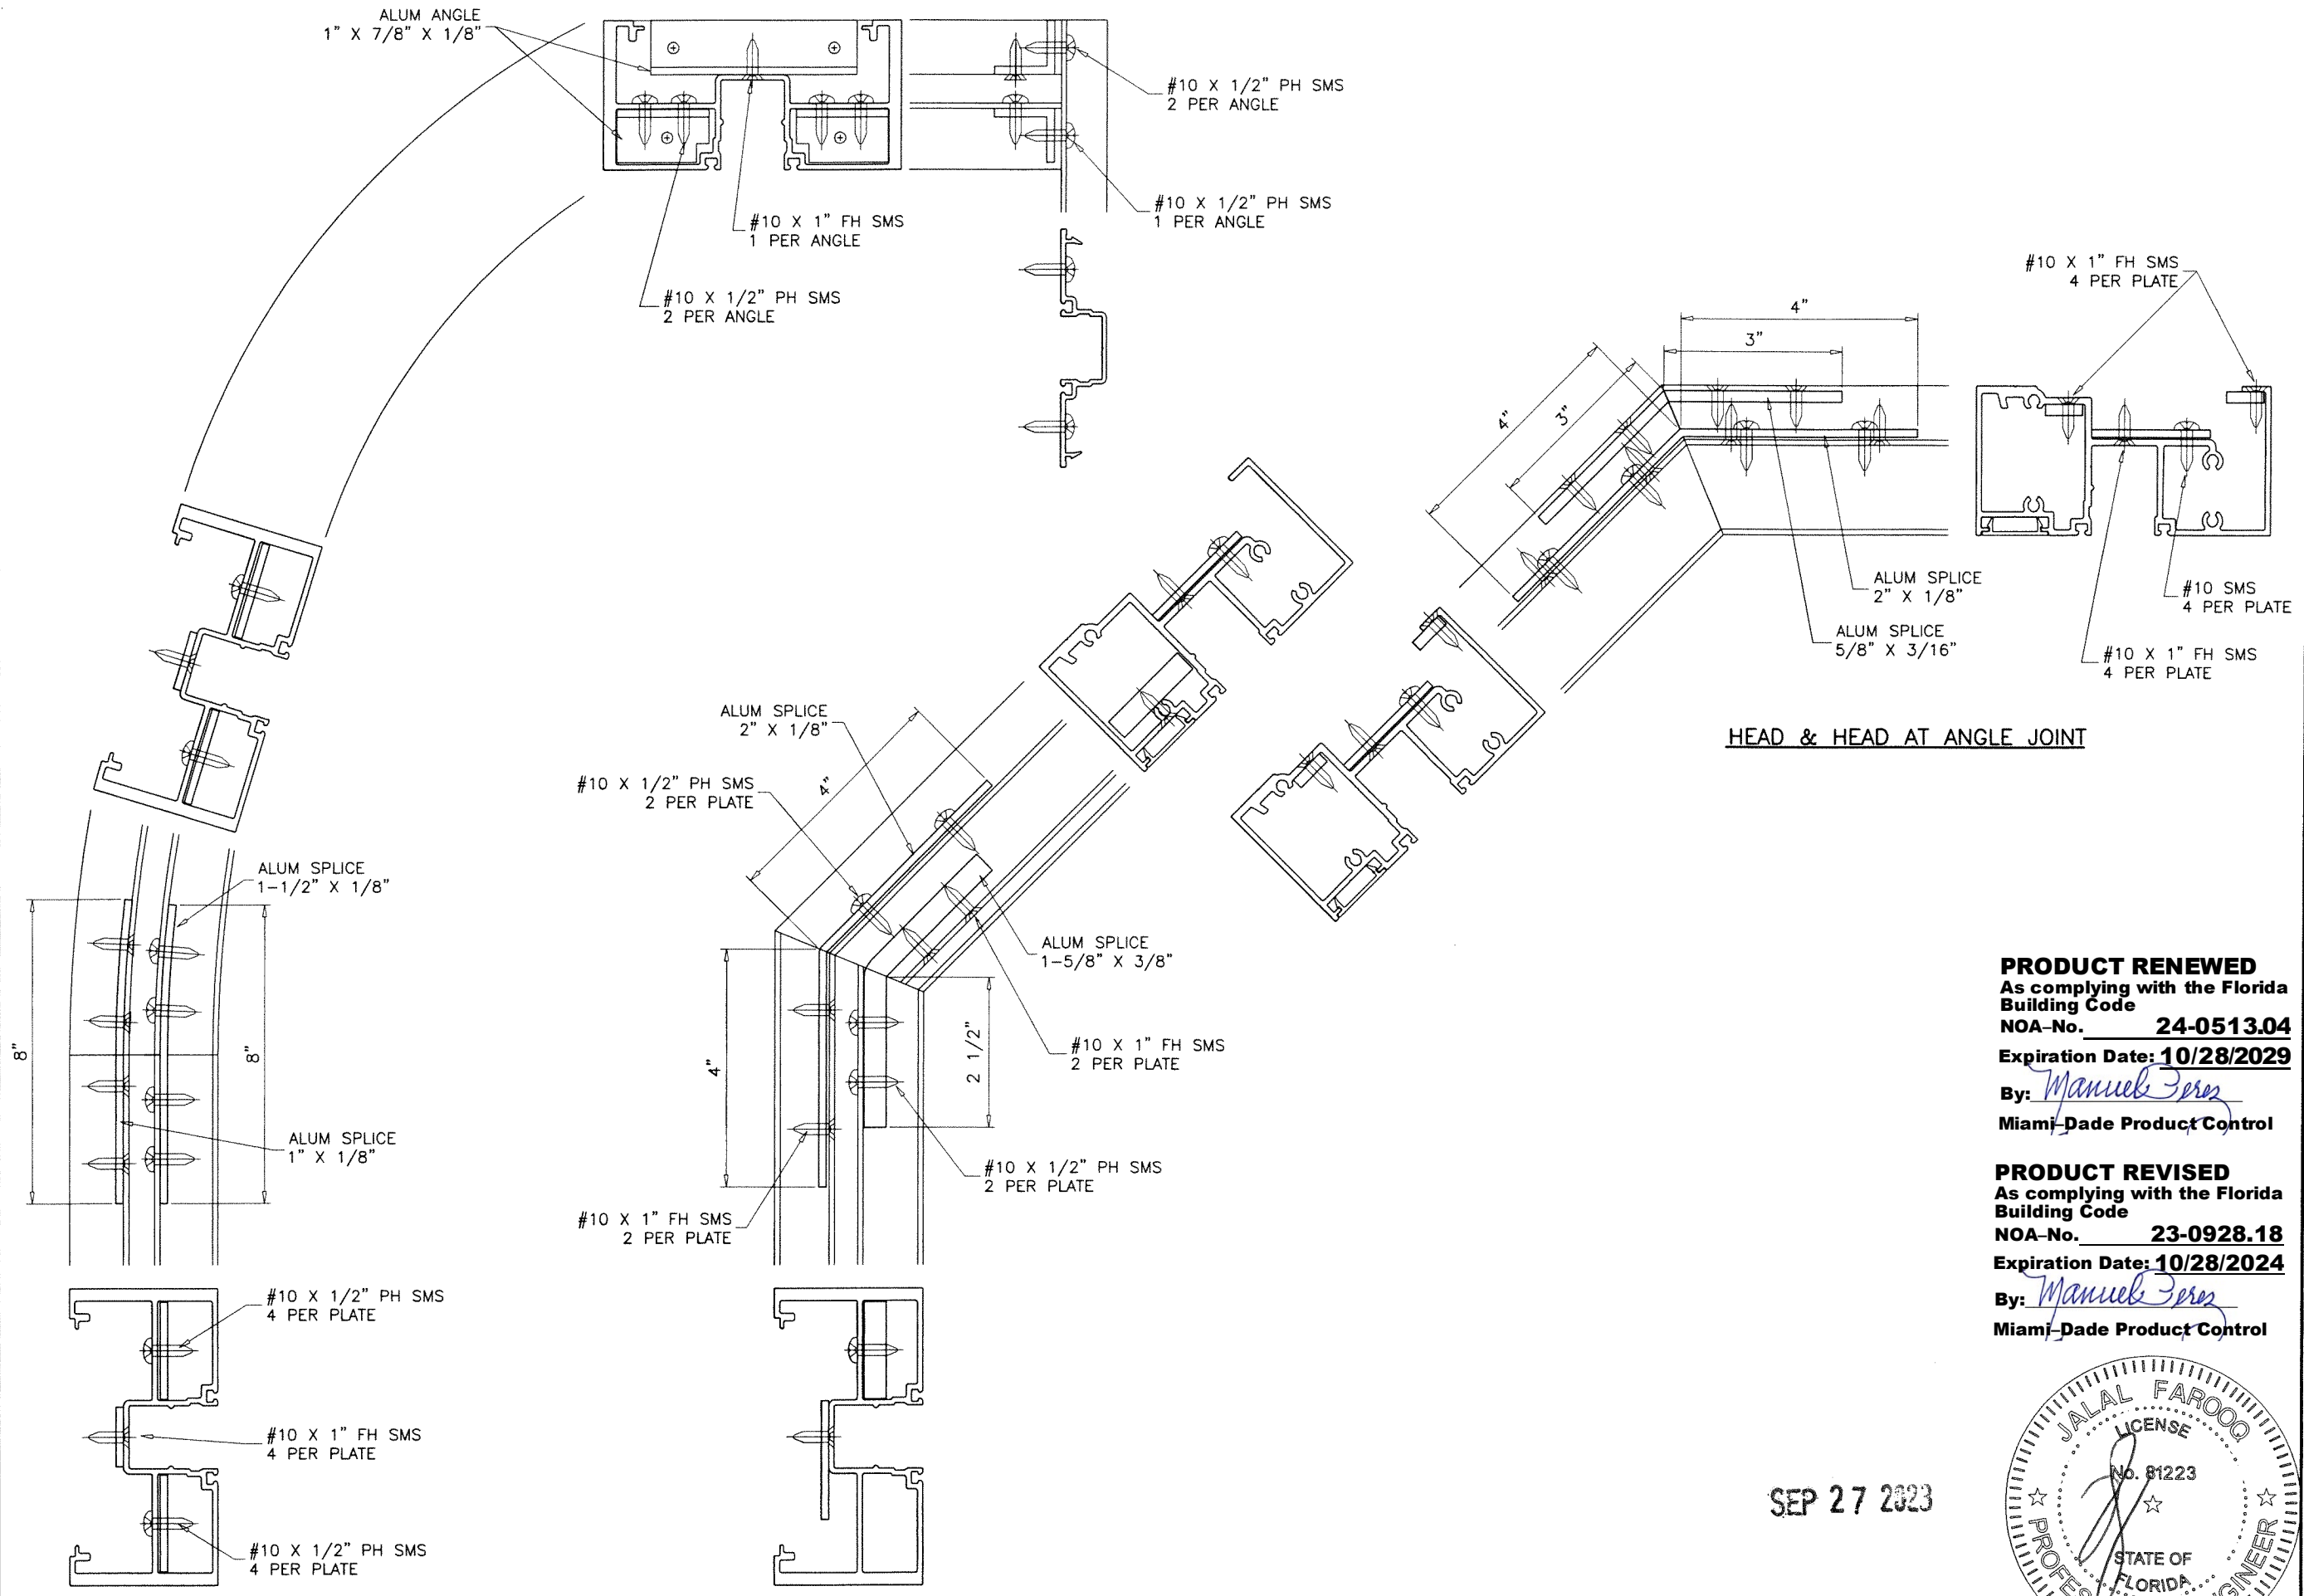 ALUM ANGLE
1" X 7/8" X 1/8"
#10 X 1/2" PH SMS
2 PER ANGLE
#10 X 1/2" PH SMS
1 PER ANGLE
#10 X 1" FH SMS
1 PER ANGLE
#10 X 1/2" PH SMS
2 PER ANGLE
#10 X 1" FH SMS
4 PER PLATE
4"
3"
4"
3"
ALUM SPLICE
2" X 1/8"
ALUM SPLICE
5/8" X 3/16"
#10 SMS
4 PER PLATE
#10 X 1" FH SMS
4 PER PLATE
HEAD & HEAD AT ANGLE JOINT
ALUM SPLICE
2" X 1/8"
#10 X 1/2" PH SMS
2 PER PLATE
4"
ALUM SPLICE
1-1/2" X 1/8"
8"
8"
ALUM SPLICE
1" X 1/8"
ALUM SPLICE
1-5/8" X 3/8"
4"
2 1/2"
#10 X 1" FH SMS
2 PER PLATE
#10 X 1/2" PH SMS
2 PER PLATE
#10 X 1" FH SMS
2 PER PLATE
#10 X 1/2" PH SMS
4 PER PLATE
#10 X 1" FH SMS
4 PER PLATE
#10 X 1/2" PH SMS
4 PER PLATE
PRODUCT RENEWED
As complying with the Florida
Building Code
NOA-No. 24-0513.04
Expiration Date: 10/28/2029
By: Manuel Perez
Miami-Dade Product Control
PRODUCT REVISED
As complying with the Florida
Building Code
NOA-No. 23-0928.18
Expiration Date: 10/28/2024
By: Manuel Perez
Miami-Dade Product Control
SEP 27 2023
JALAL FAROOQ
LICENSE
No. 81223
STATE OF
FLORIDA